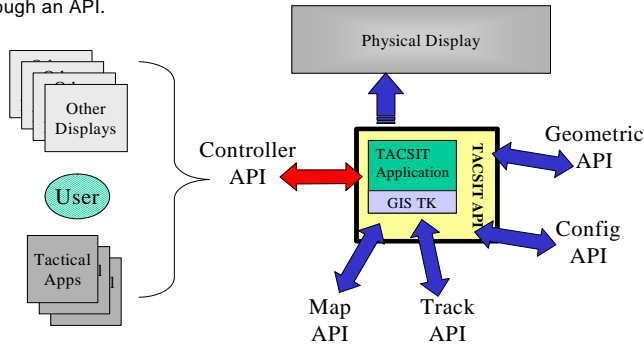 ough an API.
Physical Display
Other
Displays
User
Tactical
Apps
Controller
API
TACSIT
Application
GIS TK
TACSIT API
Geometric
API
Config
API
Map
API
Track
API